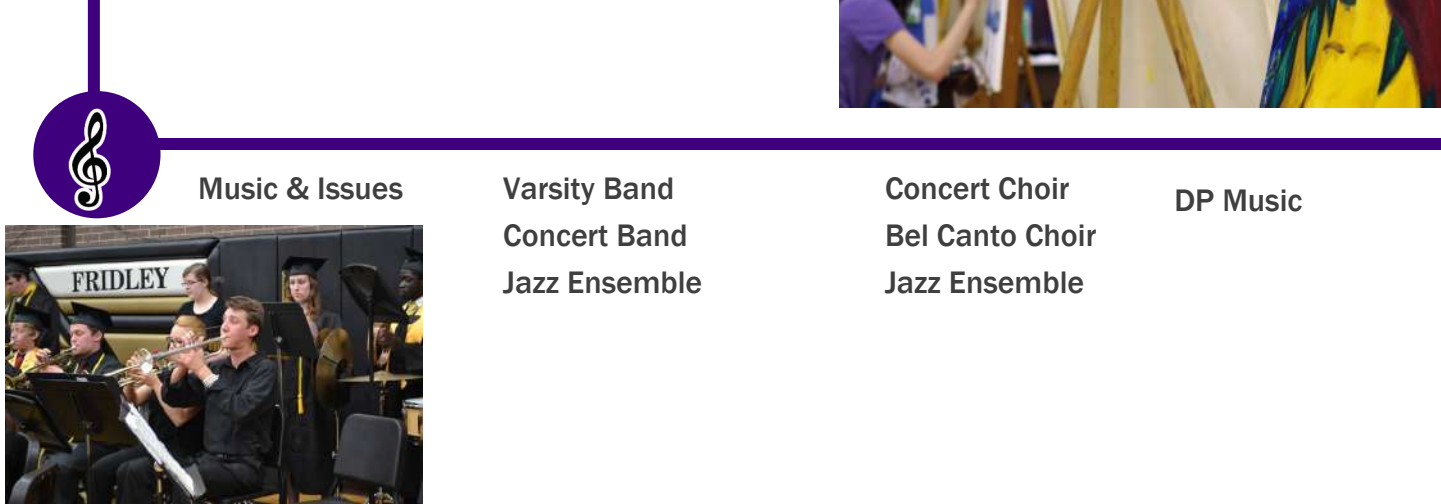 Music & Issues
Varsity Band
Concert Band
Jazz Ensemble
Concert Choir
Bel Canto Choir
Jazz Ensemble
DP Music
FRIDLEY